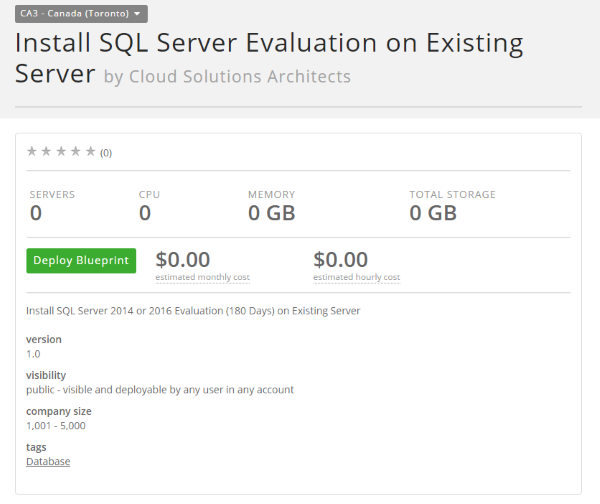 CA3 - Canada (Toronto)
Install SQL Server Evaluation on Existing
Server by Cloud Solutions Architects
(0)
SERVERS CPU MEMORY TOTAL STORAGE
0 0 0 GB 0 GB
Deploy Blueprint $0.00 $0.00
estimated monthly cost estimated hourly cost
Install SQL Server 2014 or 2016 Evaluation (180 Days) on Existing Server
version
1.0
visibility
public - visible and deployable by any user in any account
company size
1,001 - 5,000
tags
Database